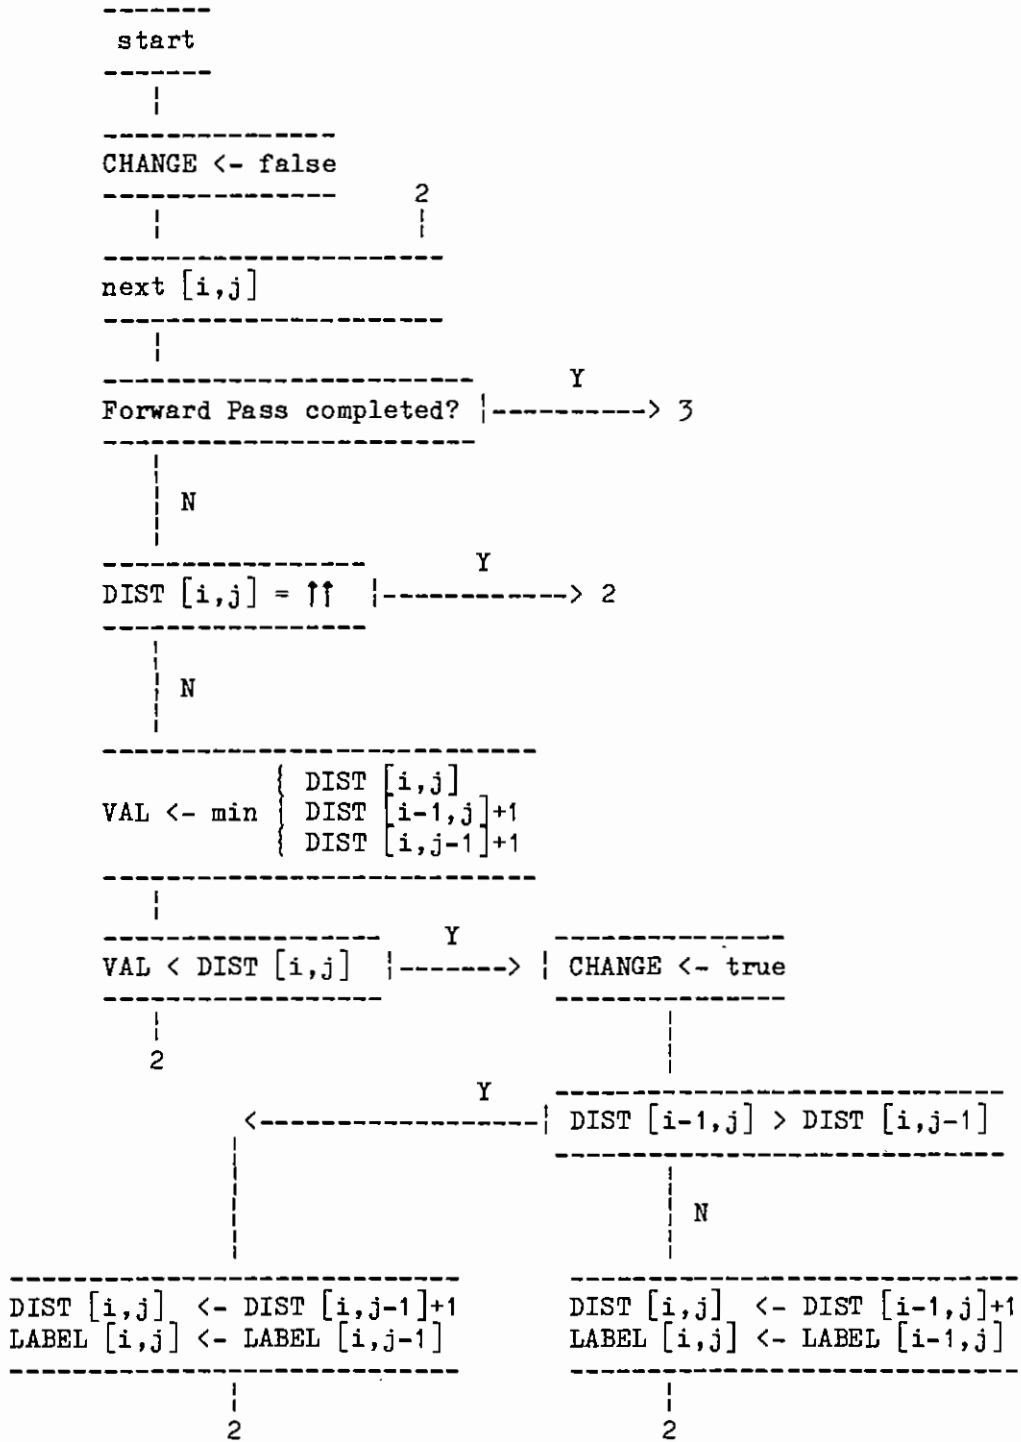 start
CHANGE <- false
2
next [i,j]
Y
Forward Pass completed? ----------> 3
N
Y
DIST [i,j] = ↑↑ ------------> 2
N
DIST [i,j]
VAL <- min { DIST [i-1,j]+1
DIST [i,j-1]+1
Y
VAL < DIST [i,j] -------> CHANGE <- true
2
Y
<------------------ DIST [i-1,j] > DIST [i,j-1]
N
DIST [i,j] <- DIST [i,j-1]+1 DIST [i,j] <- DIST [i-1,j]+1
LABEL [i,j] <- LABEL [i,j-1] LABEL [i,j] <- LABEL [i-1,j]
2 2